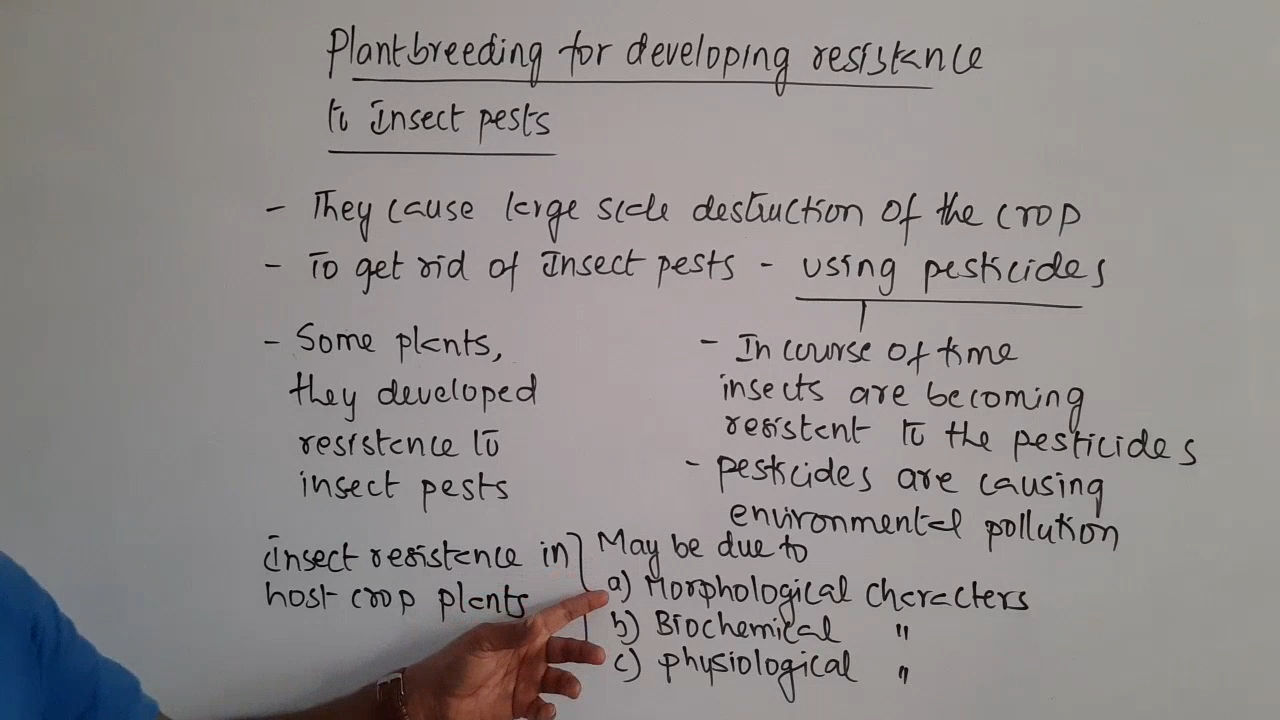 Plantbreeding for developing resistance
to Insect pests
- They cause large scale destruction of the crop
- To get rid of Insect pests - using pesticides
- Some plants,
they developed
resistence to
insect pests
- In course of time
insects are becoming
resistent to the pesticides
- pesticides are causing
environmental pollution
insect resistence in
host crop plants
May be due to
a) Morphological characters
b) Biochemical "
c) physiological "